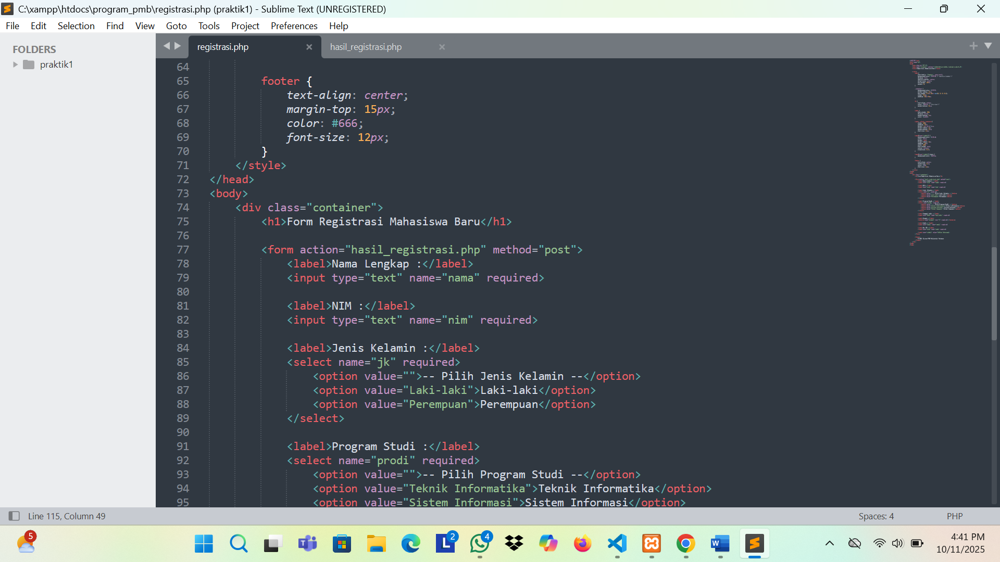 C:\xampp\htdocs\program_pmb\registrasi.php (praktik1) - Sublime Text (UNREGISTERED)
File Edit Selection Find View Goto Tools Project Preferences Help
FOLDERS
praktik1
registrasi.php
hasil_registrasi.php
64
65 footer {
66 text-align: center;
67 margin-top: 15px;
68 color: #666;
69 font-size: 12px;
70 }
71 </style>
72 </head>
73 <body>
74 <div class="container">
75 <h1>Form Registrasi Mahasiswa Baru</h1>
76
77 <form action="hasil_registrasi.php" method="post">
78 <label>Nama Lengkap :</label>
79 <input type="text" name="nama" required>
80
81 <label>NIM :</label>
82 <input type="text" name="nim" required>
83
84 <label>Jenis Kelamin :</label>
85 <select name="jk" required>
86 <option value="">-- Pilih Jenis Kelamin --</option>
87 <option value="Laki-laki">Laki-laki</option>
88 <option value="Perempuan">Perempuan</option>
89 </select>
90
91 <label>Program Studi :</label>
92 <select name="prodi" required>
93 <option value="">-- Pilih Program Studi --</option>
94 <option value="Teknik Informatika">Teknik Informatika</option>
95 <option value="Sistem Informasi">Sistem Informasi</option>
Line 115, Column 49
Spaces: 4
PHP
5
2
4
4:41 PM
10/11/2025